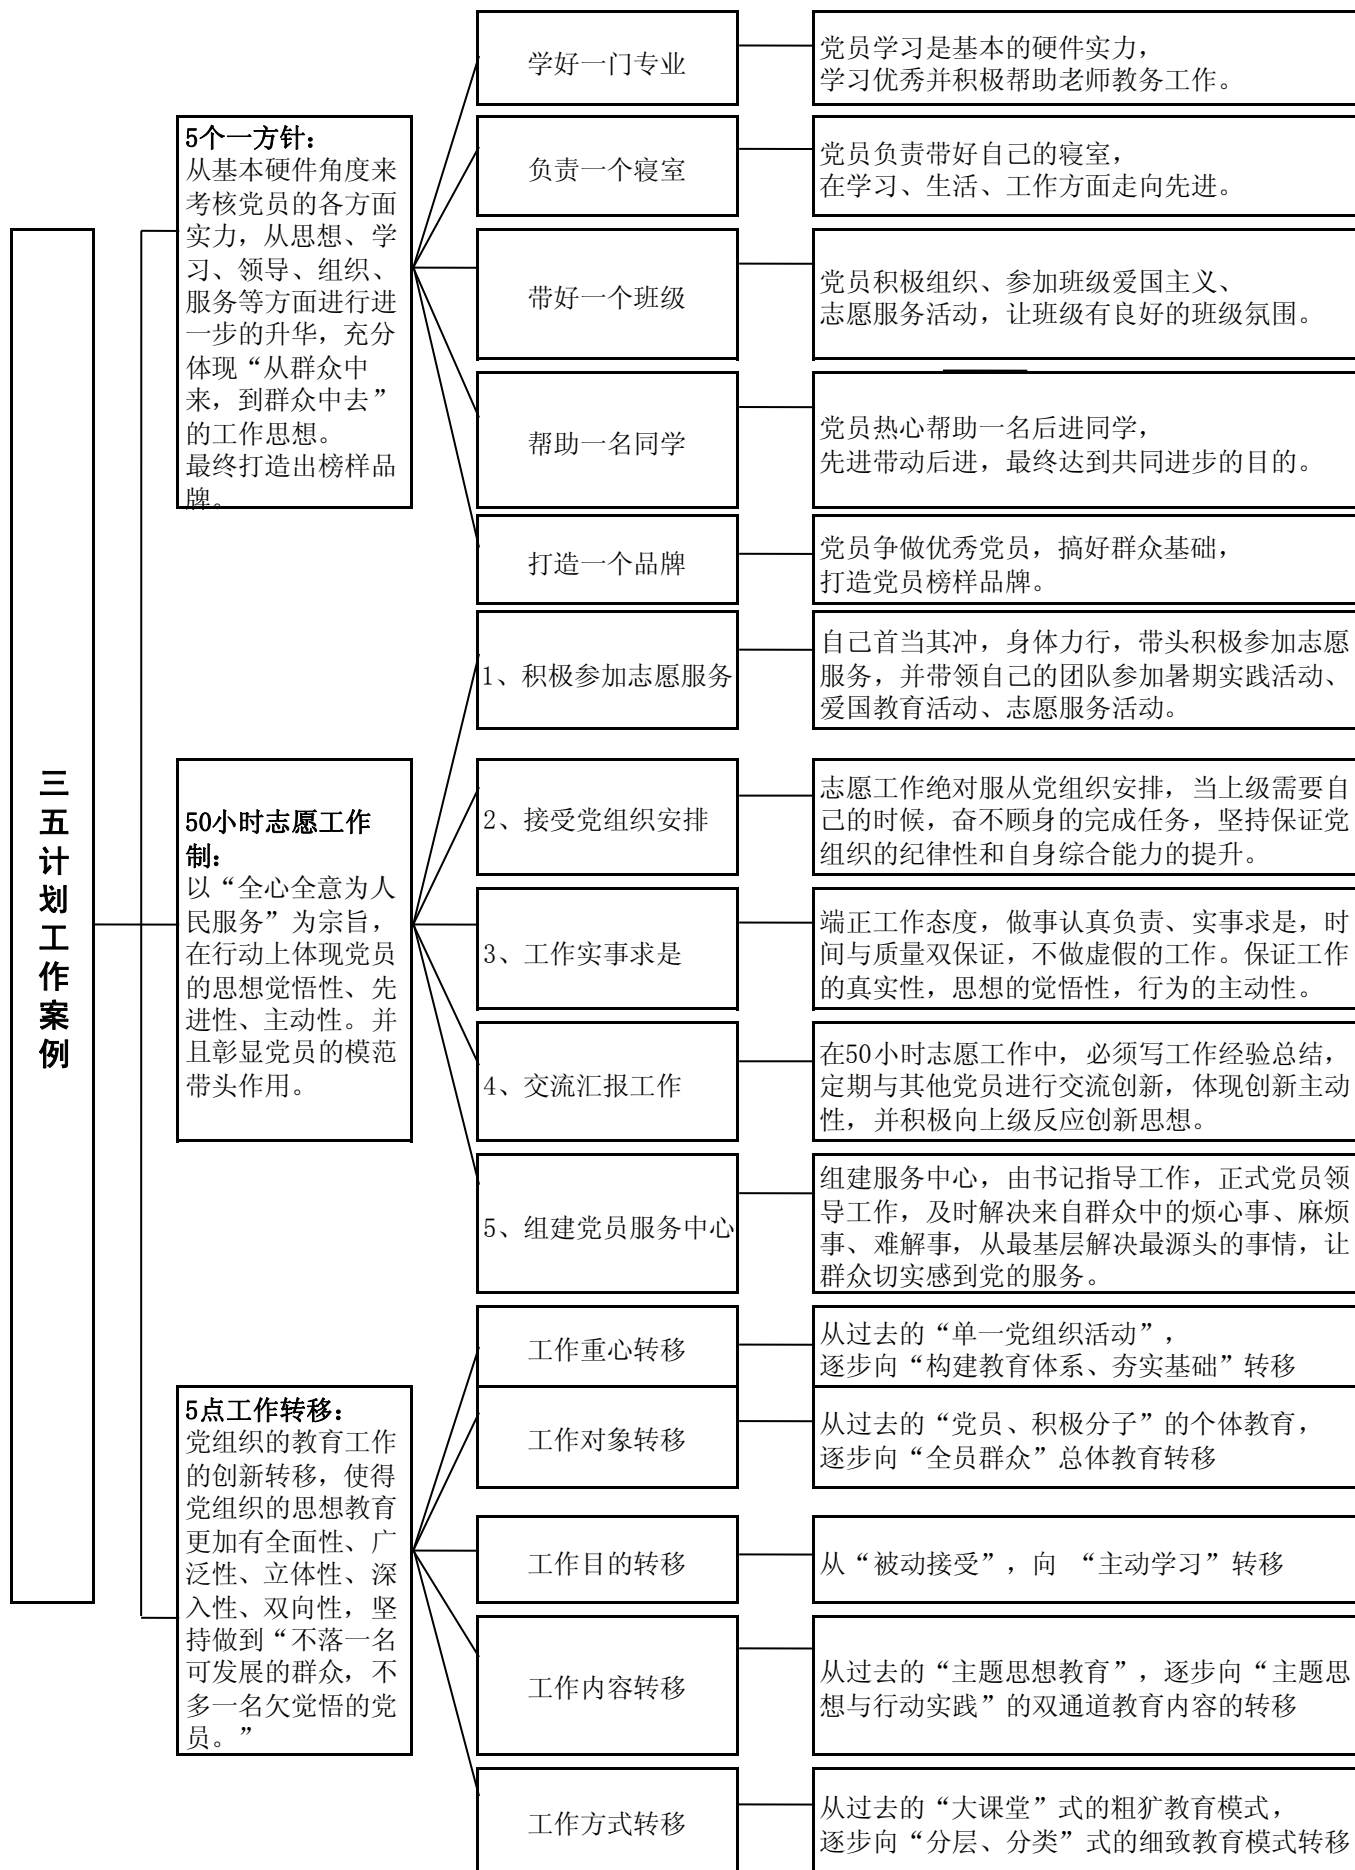 三五计划工作案例
5个一方针：
从基本硬件角度来
考核党员的各方面
实力，从思想、学
习、领导、组织、
服务等方面进行进
一步的升华，充分
体现“从群众中
来，到群众中去”
的工作思想。
最终打造出榜样品
牌。
学好一门专业
党员学习是基本的硬件实力，
学习优秀并积极帮助老师教务工作。
负责一个寝室
党员负责带好自己的寝室，
在学习、生活、工作方面走向先进。
带好一个班级
党员积极组织、参加班级爱国主义、
志愿服务活动，让班级有良好的班级氛围。
帮助一名同学
党员热心帮助一名后进同学，
先进带动后进，最终达到共同进步的目的。
打造一个品牌
党员争做优秀党员，搞好群众基础，
打造党员榜样品牌。
50小时志愿工作
制：
以“全心全意为人
民服务”为宗旨，
在行动上体现党员
的思想觉悟性、先
进性、主动性。并
且彰显党员的模范
带头作用。
1、积极参加志愿服务
自己首当其冲，身体力行，带头积极参加志愿
服务，并带领自己的团队参加暑期实践活动、
爱国教育活动、志愿服务活动。
2、接受党组织安排
志愿工作绝对服从党组织安排，当上级需要自
己的时候，奋不顾身的完成任务，坚持保证党
组织的纪律性和自身综合能力的提升。
3、工作实事求是
端正工作态度，做事认真负责、实事求是，时
间与质量双保证，不做虚假的工作。保证工作
的真实性，思想的觉悟性，行为的主动性。
4、交流汇报工作
在50小时志愿工作中，必须写工作经验总结，
定期与其他党员进行交流创新，体现创新主动
性，并积极向上级反应创新思想。
5、组建党员服务中心
组建服务中心，由书记指导工作，正式党员领
导工作，及时解决来自群众中的烦心事、麻烦
事、难解事，从最基层解决最源头的事情，让
群众切实感到党的服务。
5点工作转移：
党组织的教育工作
的创新转移，使得
党组织的思想教育
更加有全面性、广
泛性、立体性、深
入性、双向性，坚
持做到“不落一名
可发展的群众，不
多一名欠觉悟的党
员。”
工作重心转移
从过去的“单一党组织活动”，
逐步向“构建教育体系、夯实基础”转移
工作对象转移
从过去的“党员、积极分子”的个体教育，
逐步向“全员群众”总体教育转移
工作目的转移
从“被动接受”，向 “主动学习”转移
工作内容转移
从过去的“主题思想教育”，逐步向“主题思
想与行动实践”的双通道教育内容的转移
工作方式转移
从过去的“大课堂”式的粗犷教育模式，
逐步向“分层、分类”式的细致教育模式转移